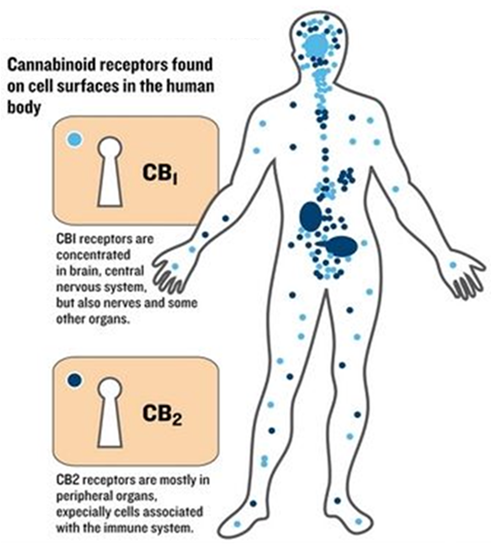 Cannabinoid receptors found
on cell surfaces in the human
body
CBI
CBI receptors are
concentrated
in brain, central
nervous system,
but also nerves and some
other organs.
CB2
CB2 receptors are mostly in
peripheral organs,
expecially cells associated
with the immune system.